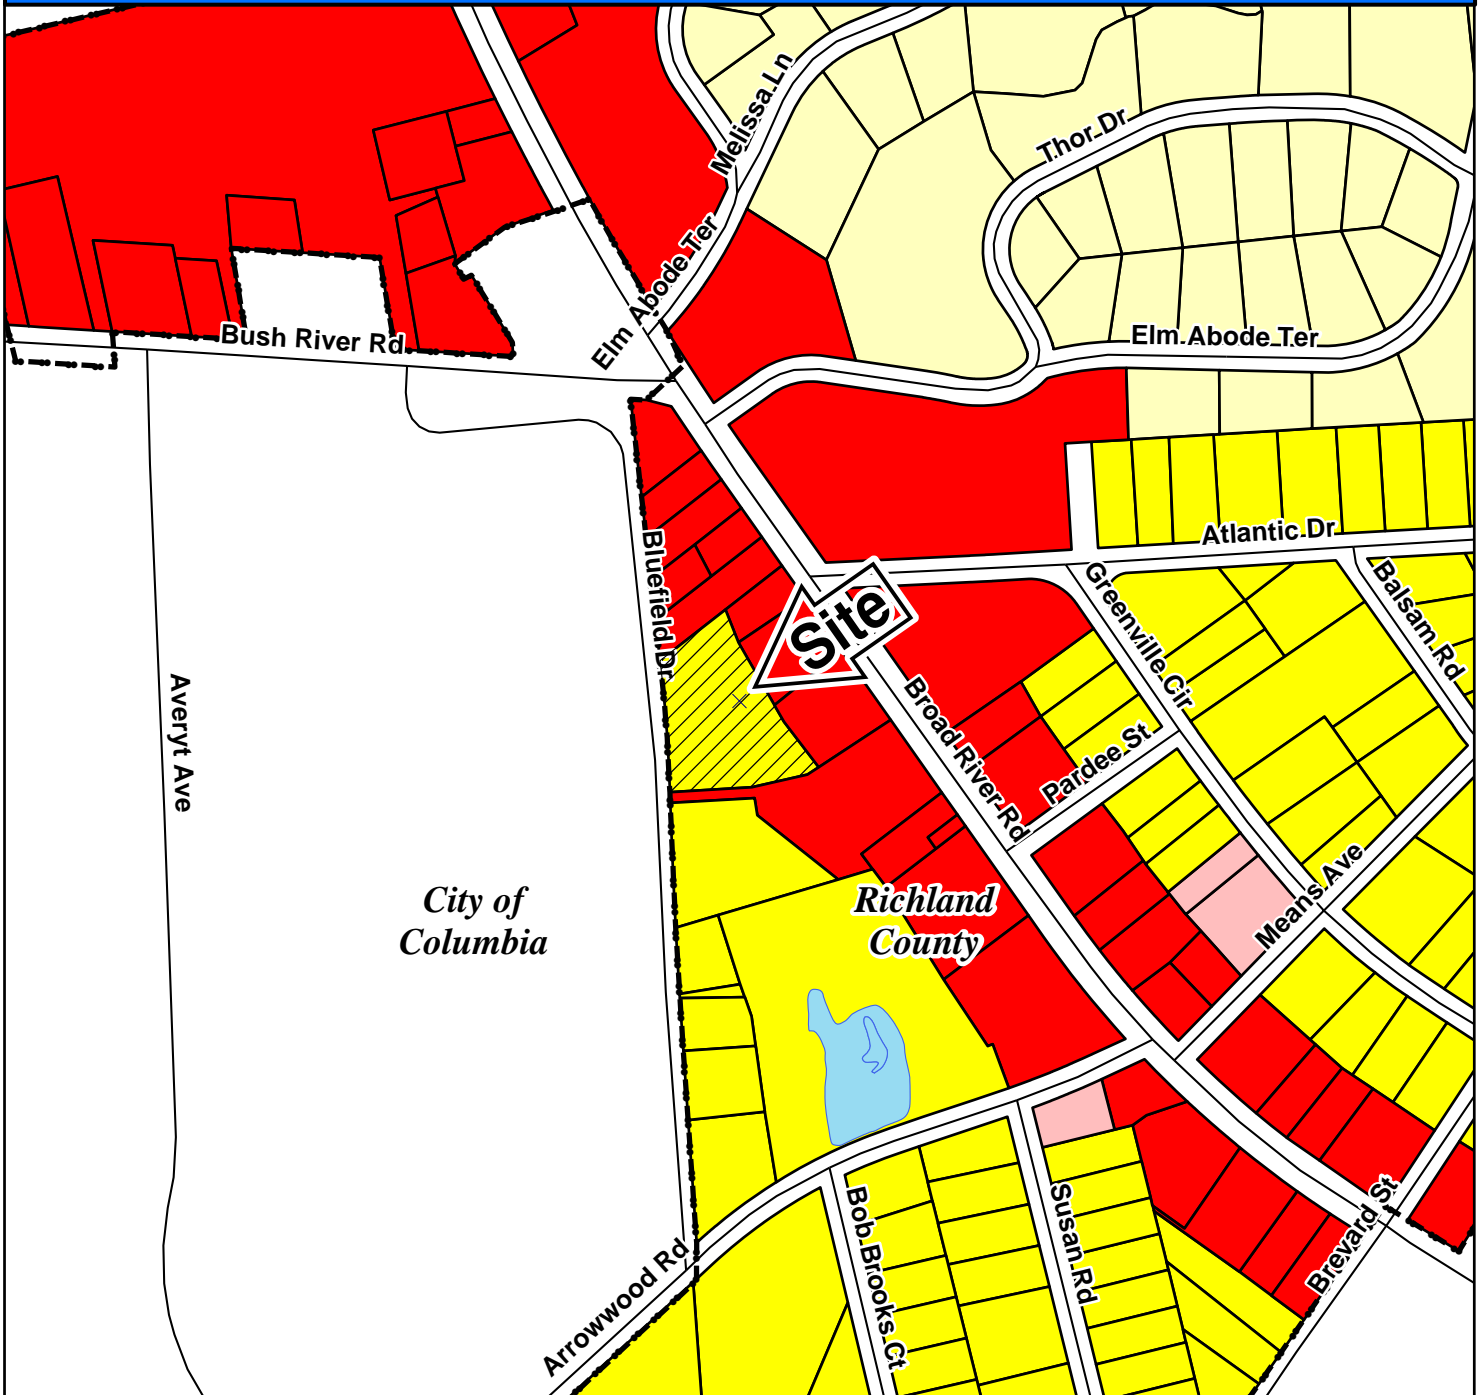 Melissa Ln
Thor Dr
Elm Abode Ter
Bush River Rd
Elm Abode Ter
Atlantic Dr
Bluefield Dr
Site
Greenville Cir
Balsam Rd
Averyt Ave
Broad River Rd
Pardee St
City of
Columbia
Richland
County
Means Ave
Bob Brooks Ct
Susan Rd
Brevard St
Arrowwood Rd